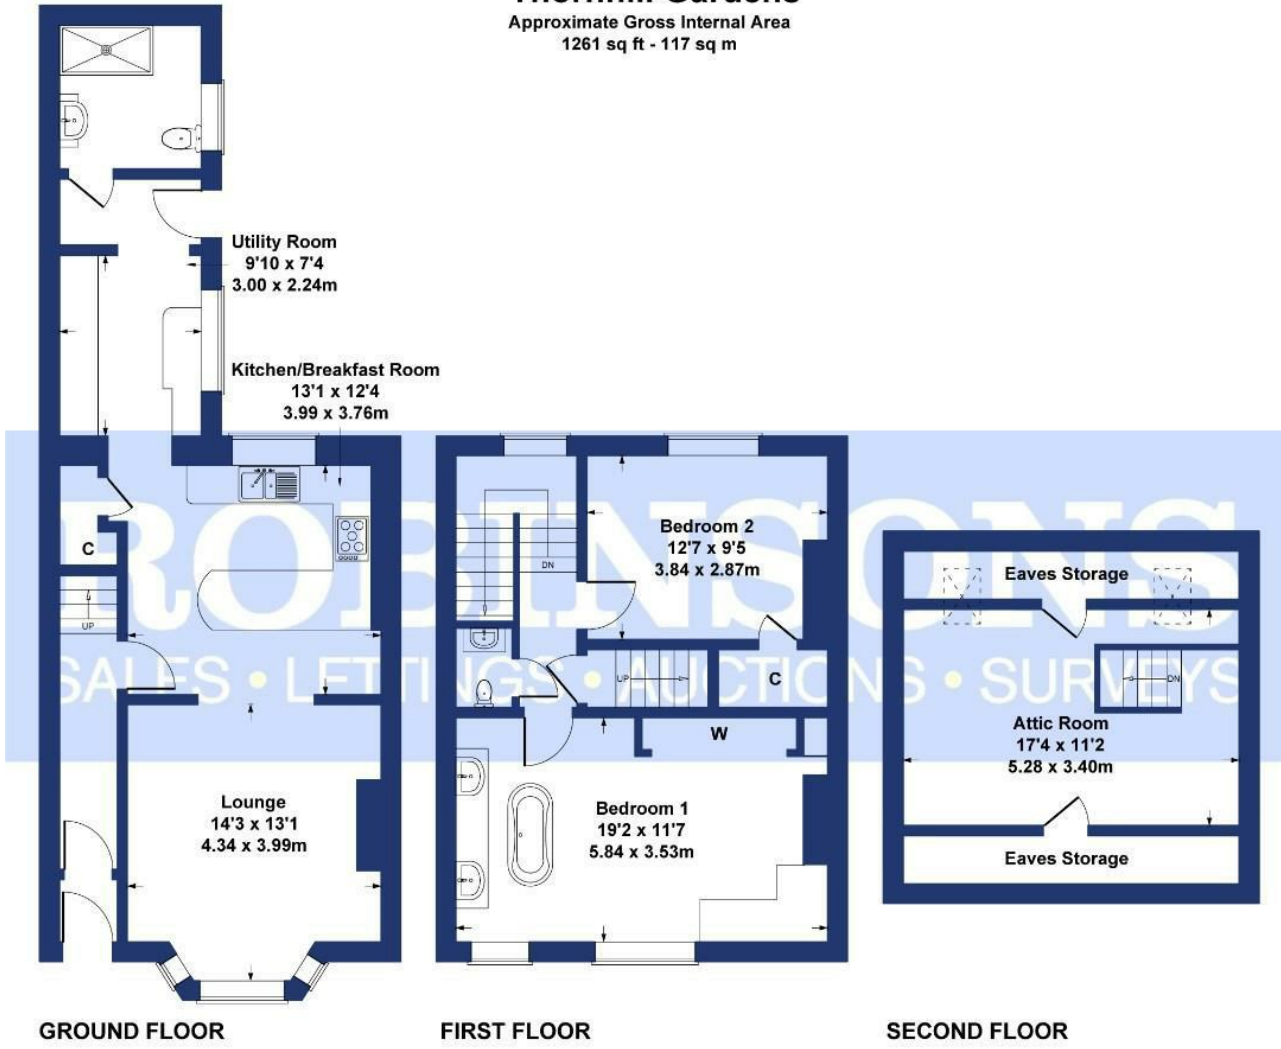 Thornhill Gardens
Approximate Gross Internal Area
1261 sq ft - 117 sq m
Utility Room
9'10 x 7'4
3.00 x 2.24m
Kitchen/Breakfast Room
13'1 x 12'4
3.99 x 3.76m
C
UP
Lounge
14'3 x 13'1
4.34 x 3.99m
DN
Bedroom 2
12'7 x 9'5
3.84 x 2.87m
UP
C
W
Bedroom 1
19'2 x 11'7
5.84 x 3.53m
Eaves Storage
DN
Attic Room
17'4 x 11'2
5.28 x 3.40m
Eaves Storage
ROBINSONS
SALES • LETTINGS • AUCTIONS • SURVEYS
GROUND FLOOR
FIRST FLOOR
SECOND FLOOR